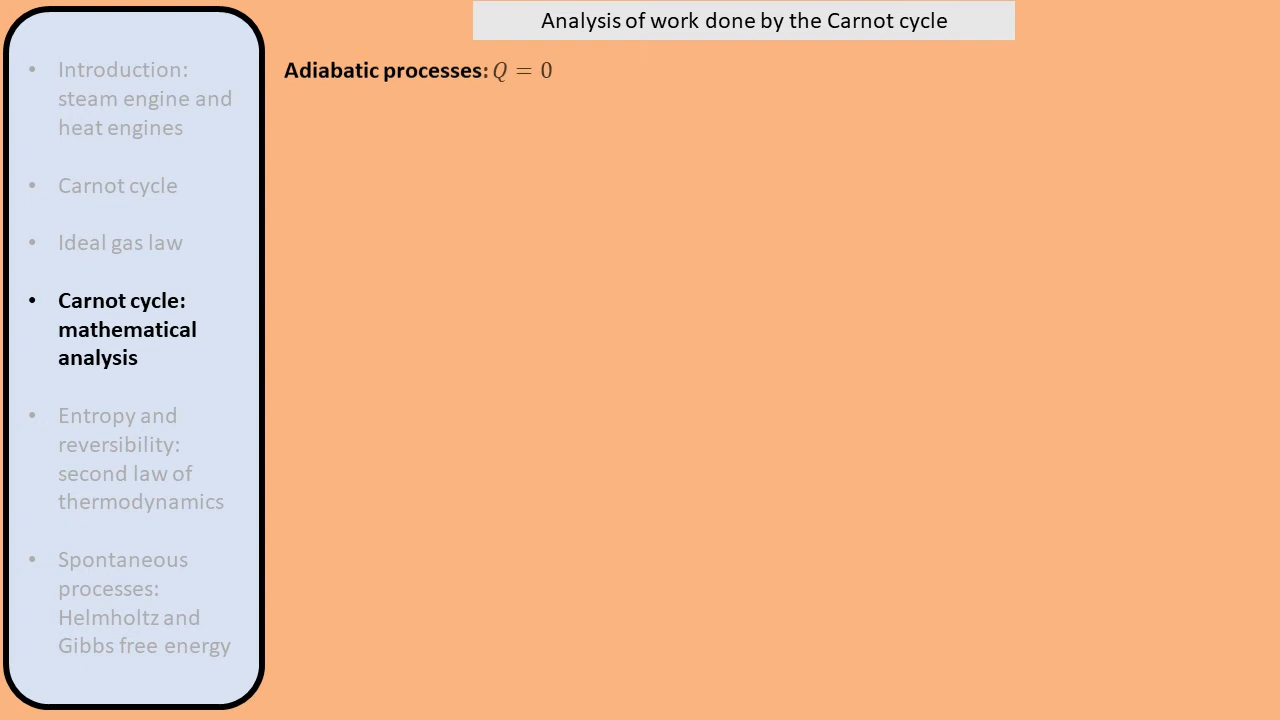 Analysis of work done by the Carnot cycle
• Introduction:
steam engine and
heat engines
• Carnot cycle
• Ideal gas law
• Carnot cycle:
mathematical
analysis
• Entropy and
reversibility:
second law of
thermodynamics
• Spontaneous
processes:
Helmholtz and
Gibbs free energy
Adiabatic processes: Q = 0